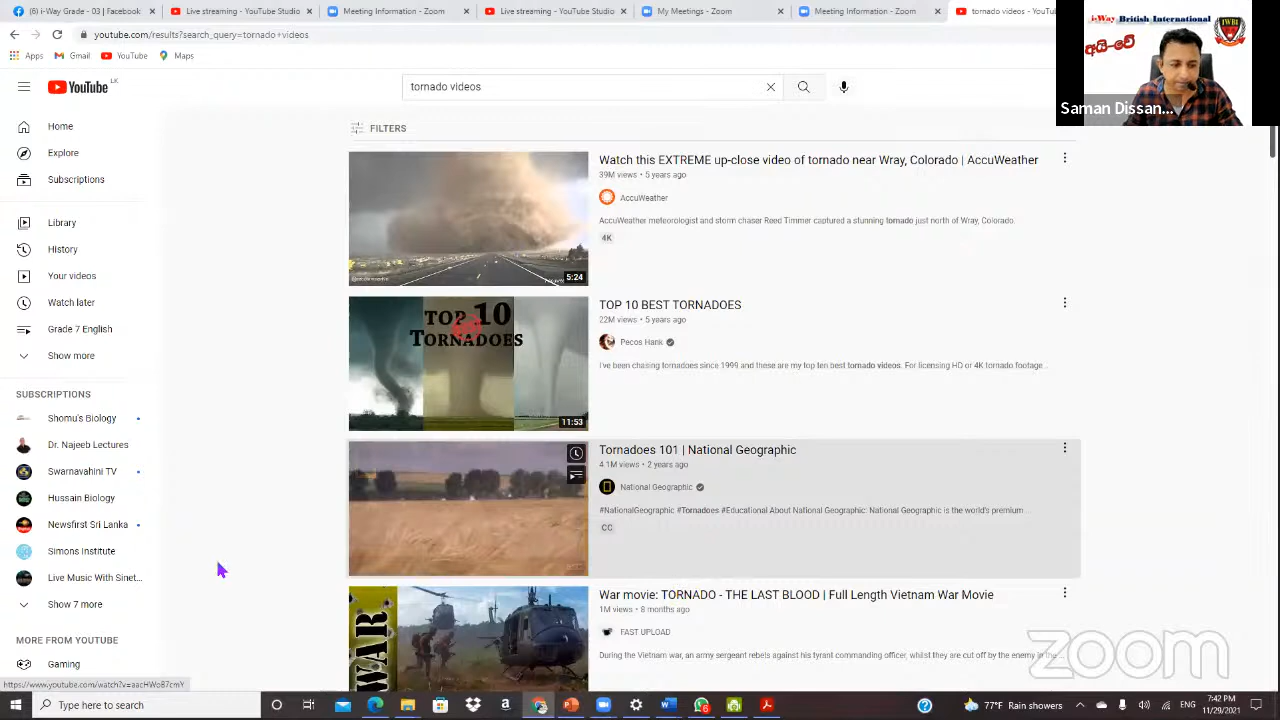 i-Way - Grade - 03 | Facebook
Live streaming - YouTube Studio
Meeting Information - Zoom
Live streaming - YouTube Studio
My Meetings - Zoom
Meeting Information - Zoom
tornado videos - YouTu
youtube.com/results?search_query=tornado+videos
Apps
Gmail
YouTube
Maps
i-Way British International
අයි-වේ
IWBI
Saman Dissan...
YouTube LK
tornado videos
Home
Explore
Subscriptions
Library
History
Your videos
Watch later
Grade 7 English
Show more
SUBSCRIPTIONS
Shomu's Biology
Dr. Najeeb Lectures
Swarnavahini TV
Hussain Biology
Newsfirst Sri Lanka
Simons Institute
Live Music With Sinet...
Show 7 more
MORE FROM YOUTUBE
Gaming
FILTERS
5:24
Watch this EXTREME up-close video of tornado near Wray, Colorado | AccuWeather
39M views • 5 years ago
AccuWeather
AccuWeather meteorologist and storm chaser Reed Timmer captured a stunning tornado just north of Wray, Colorado.
4K
TOP 10
TORNADOES
11:53
TOP 10 BEST TORNADOES
22M views • 5 years ago
Pecos Hank
I've been chasing tornadoes since 1999 and these are my top ten best tornado videos. For licensing HD or 4K tornado footage...
Tornadoes 101 | National Geographic
4.1M views • 2 years ago
National Geographic
#NationalGeographic #Tornadoes #Educational About National Geographic: National Geographic is the world's premium ...
CC
WAR
War movie: TORNADO - THE LAST BLOOD | Full Length Vietnam War Movie
1M views • 8 months ago
FAST UPLOAD
During the Vietnam war, an army sergeant rebels against his tyrant commanding officer, whilst they are cut off by the enemy in the...
zoom
https://www.youtube.com/watch?v=aacHWoB7cmY
Type here to search
77°F Rain showers
7:42 PM
11/29/2021